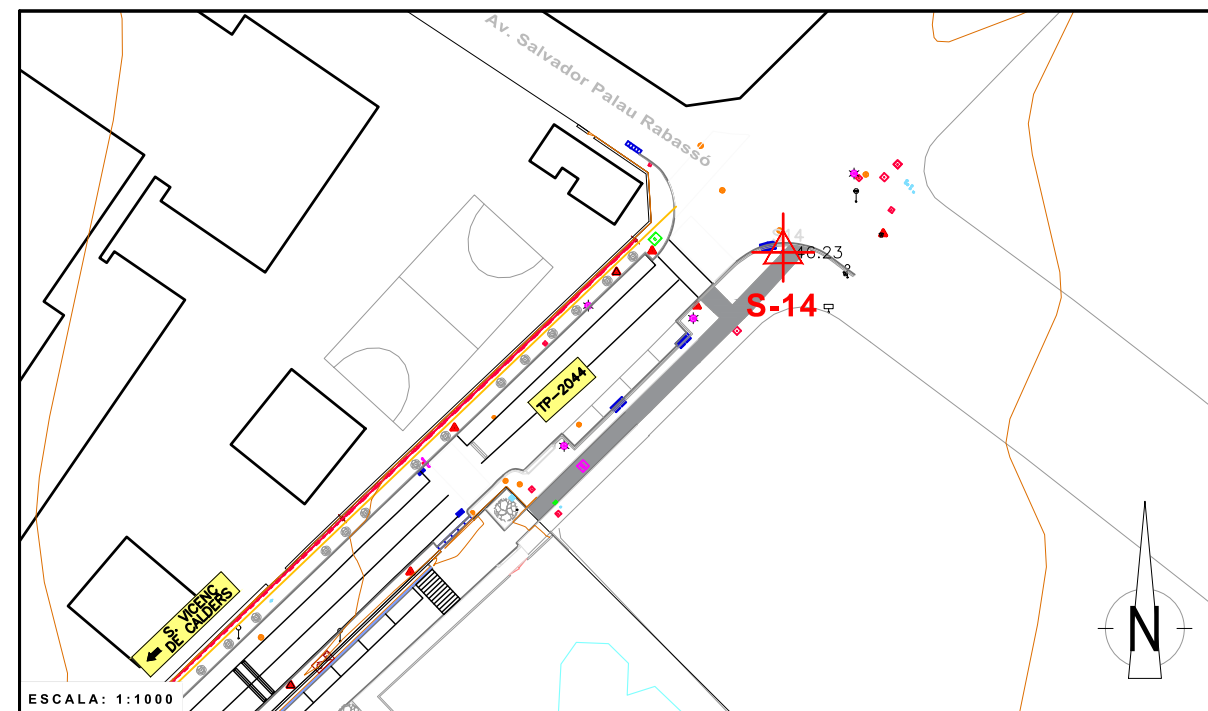 Av. Salvador Palau Rabassó
46.23
S-14
TP-2044
S. VICENÇ
DE CALDERS
N
ESCALA: 1:1000